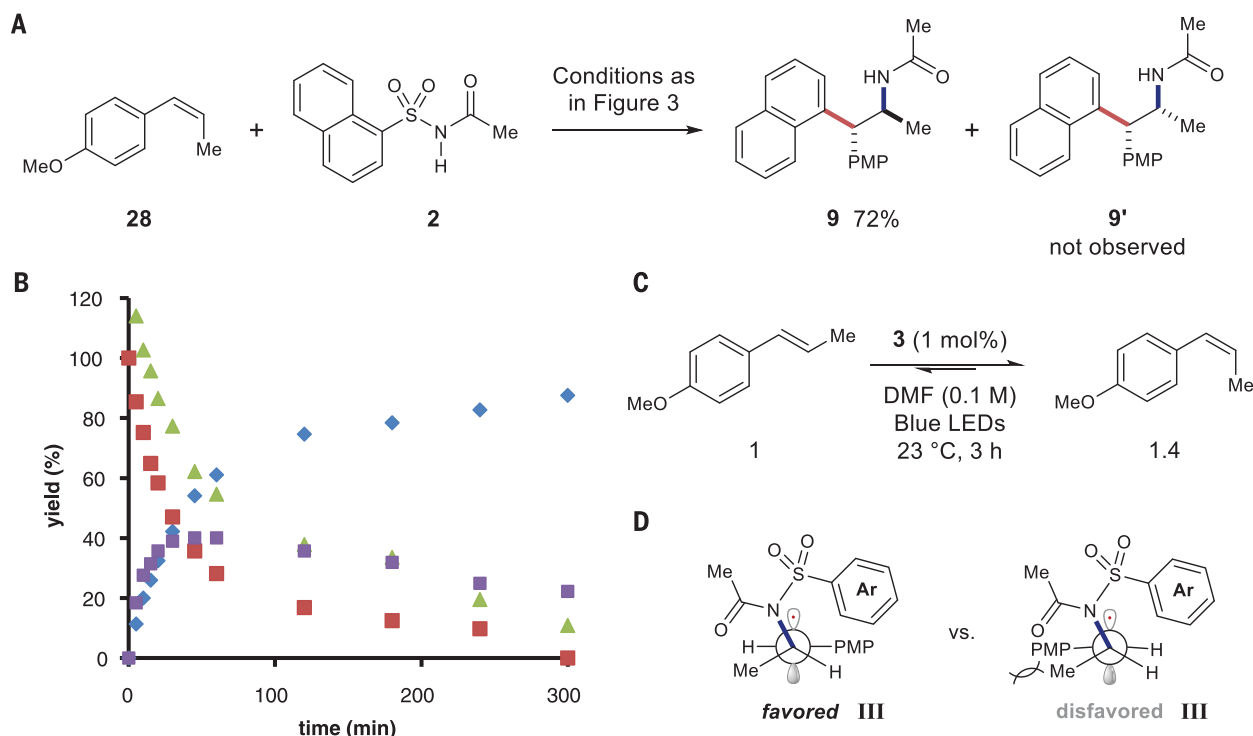 A
OMe
Me
28
+
O O
S
N
H
O
Me
2
Conditions as
in Figure 3
Me
HN
O
Me
PMP
9 72%
+
Me
HN
O
Me
PMP
9'
not observed
B
120
100
80
60
40
20
0
yield (%)
0
100
200
300
time (min)
C
Me
MeO
1
3 (1 mol%)
DMF (0.1 M)
Blue LEDs
23 °C, 3 h
MeO
Me
1.4
D
O O
Me
S
Ar
N
O
H
PMP
Me
H
favored III
vs.
O O
Me
S
Ar
N
O
PMP
H
Me
H
disfavored III